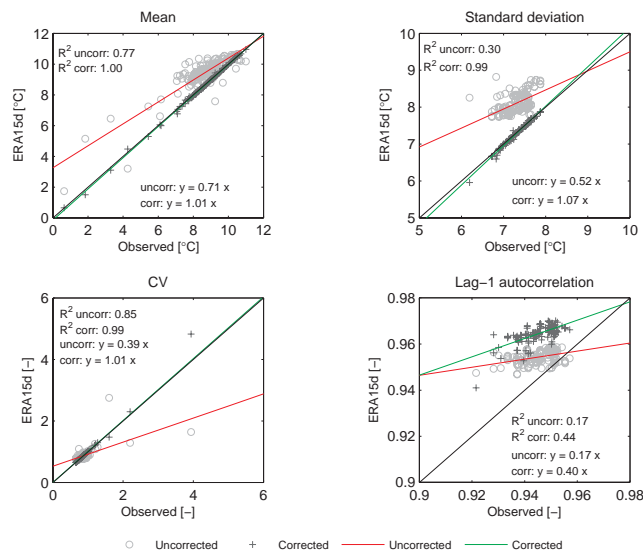 Mean
R² uncorr: 0.77
R² corr: 1.00
uncorr: y = 0.71 x
corr: y = 1.01 x
ERA15d [°C]
12
10
8
6
4
2
0
0 2 4 6 8 10 12
Observed [°C]
Standard deviation
R² uncorr: 0.30
R² corr: 0.99
uncorr: y = 0.52 x
corr: y = 1.07 x
ERA15d [°C]
10
9
8
7
6
5
5 6 7 8 9 10
Observed [°C]
CV
R² uncorr: 0.85
R² corr: 0.99
uncorr: y = 0.39 x
corr: y = 1.01 x
ERA15d [−]
6
4
2
0
0 2 4 6
Observed [−]
Lag−1 autocorrelation
R² uncorr: 0.17
R² corr: 0.44
uncorr: y = 0.17 x
corr: y = 0.40 x
ERA15d [−]
0.98
0.96
0.94
0.92
0.9
0.9 0.92 0.94 0.96 0.98
Observed [−]
Uncorrected Corrected Uncorrected Corrected